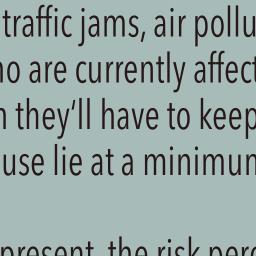 traffic jams, air pollu
o are currently affect
they‘ll have to keep
use lie at a minimum
present, the risk perc